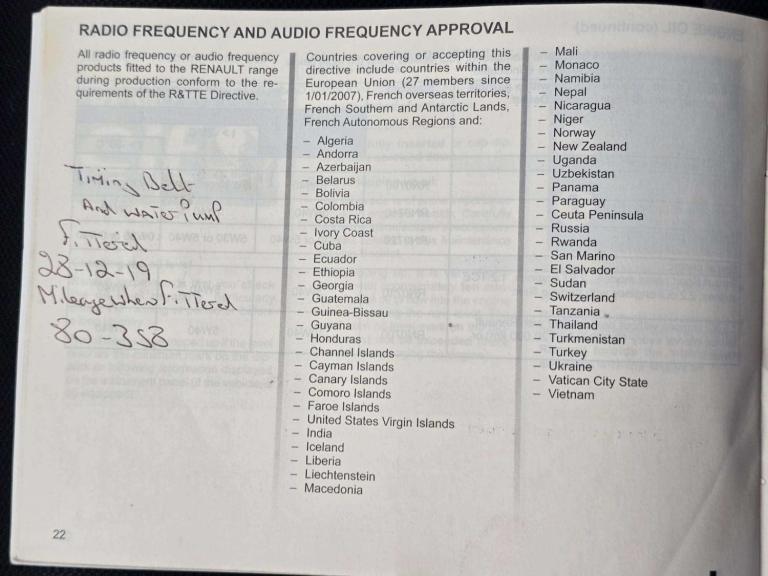 RADIO FREQUENCY AND AUDIO FREQUENCY APPROVAL
All radio frequency or audio frequency
products fitted to the RENAULT range
during production conform to the re-
quirements of the R&TTE Directive.
Timing Belt
And water Pump
Fittered
28-12-19
Mileage when Fittered
80-358
22
Countries covering or accepting this
directive include countries within the
European Union (27 members since
1/01/2007), French overseas territories,
French Southern and Antarctic Lands,
French Autonomous Regions and:
– Algeria
– Andorra
– Azerbaijan
– Belarus
– Bolivia
– Colombia
– Costa Rica
– Ivory Coast
– Cuba
– Ecuador
– Ethiopia
– Georgia
– Guatemala
– Guinea-Bissau
– Guyana
– Honduras
– Channel Islands
– Cayman Islands
– Canary Islands
– Comoro Islands
– Faroe Islands
– United States Virgin Islands
– India
– Iceland
– Liberia
– Liechtenstein
– Macedonia
– Mali
– Monaco
– Namibia
– Nepal
– Nicaragua
– Niger
– Norway
– New Zealand
– Uganda
– Uzbekistan
– Panama
– Paraguay
– Ceuta Peninsula
– Russia
– Rwanda
– San Marino
– El Salvador
– Sudan
– Switzerland
– Tanzania
– Thailand
– Turkmenistan
– Turkey
– Ukraine
– Vatican City State
– Vietnam